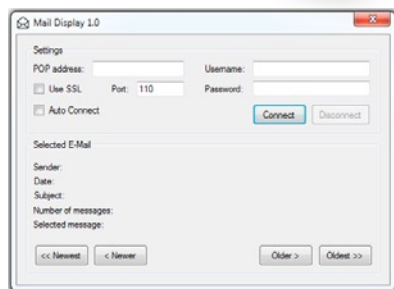 Mail Display 1.0
Settings
POP address: Username:
Use SSL Port: 110 Password:
Auto Connect Connect Disconnect
Selected E-Mail
Sender:
Date:
Subject:
Number of messages:
Selected message:
<< Newest < Newer Older > Oldest >>